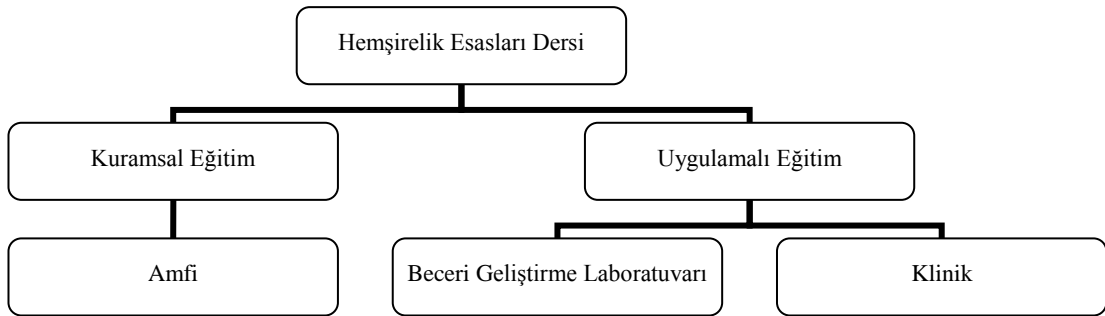 Hemşirelik Esasları Dersi
Kuramsal Eğitim
Uygulamalı Eğitim
Amfi
Beceri Geliştirme Laboratuvarı
Klinik